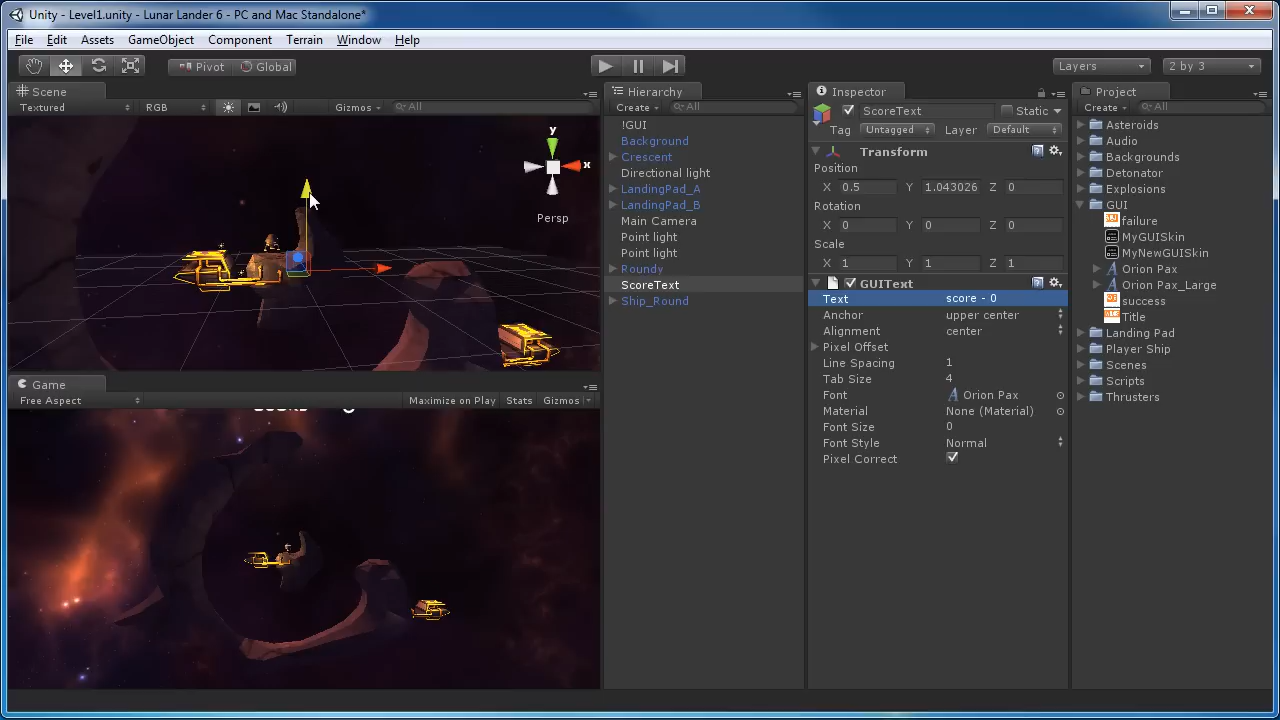 Unity - Level1.unity - Lunar Lander 6 - PC and Mac Standalone*
File Edit Assets GameObject Component Terrain Window Help
Pivot Global Layers 2 by 3
Scene
Textured RGB Gizmos All
y
x
Persp
Game
Free Aspect Maximize on Play Stats Gizmos
Hierarchy
Create All
!GUI
Background
Crescent
Directional light
LandingPad_A
LandingPad_B
Main Camera
Point light
Point light
Roundy
ScoreText
Ship_Round
Inspector
ScoreText Static
Tag Untagged Layer Default
Transform
Position
X 0.5 Y 1.043026 Z 0
Rotation
X 0 Y 0 Z 0
Scale
X 1 Y 1 Z 1
GUIText
Text score - 0
Anchor upper center
Alignment center
Pixel Offset
Line Spacing 1
Tab Size 4
Font Orion Pax
Material None (Material)
Font Size 0
Font Style Normal
Pixel Correct
Project
Create All
Asteroids
Audio
Backgrounds
Detonator
Explosions
GUI
failure
MyGUISkin
MyNewGUISkin
Orion Pax
Orion Pax_Large
success
Title
Landing Pad
Player Ship
Scenes
Scripts
Thrusters